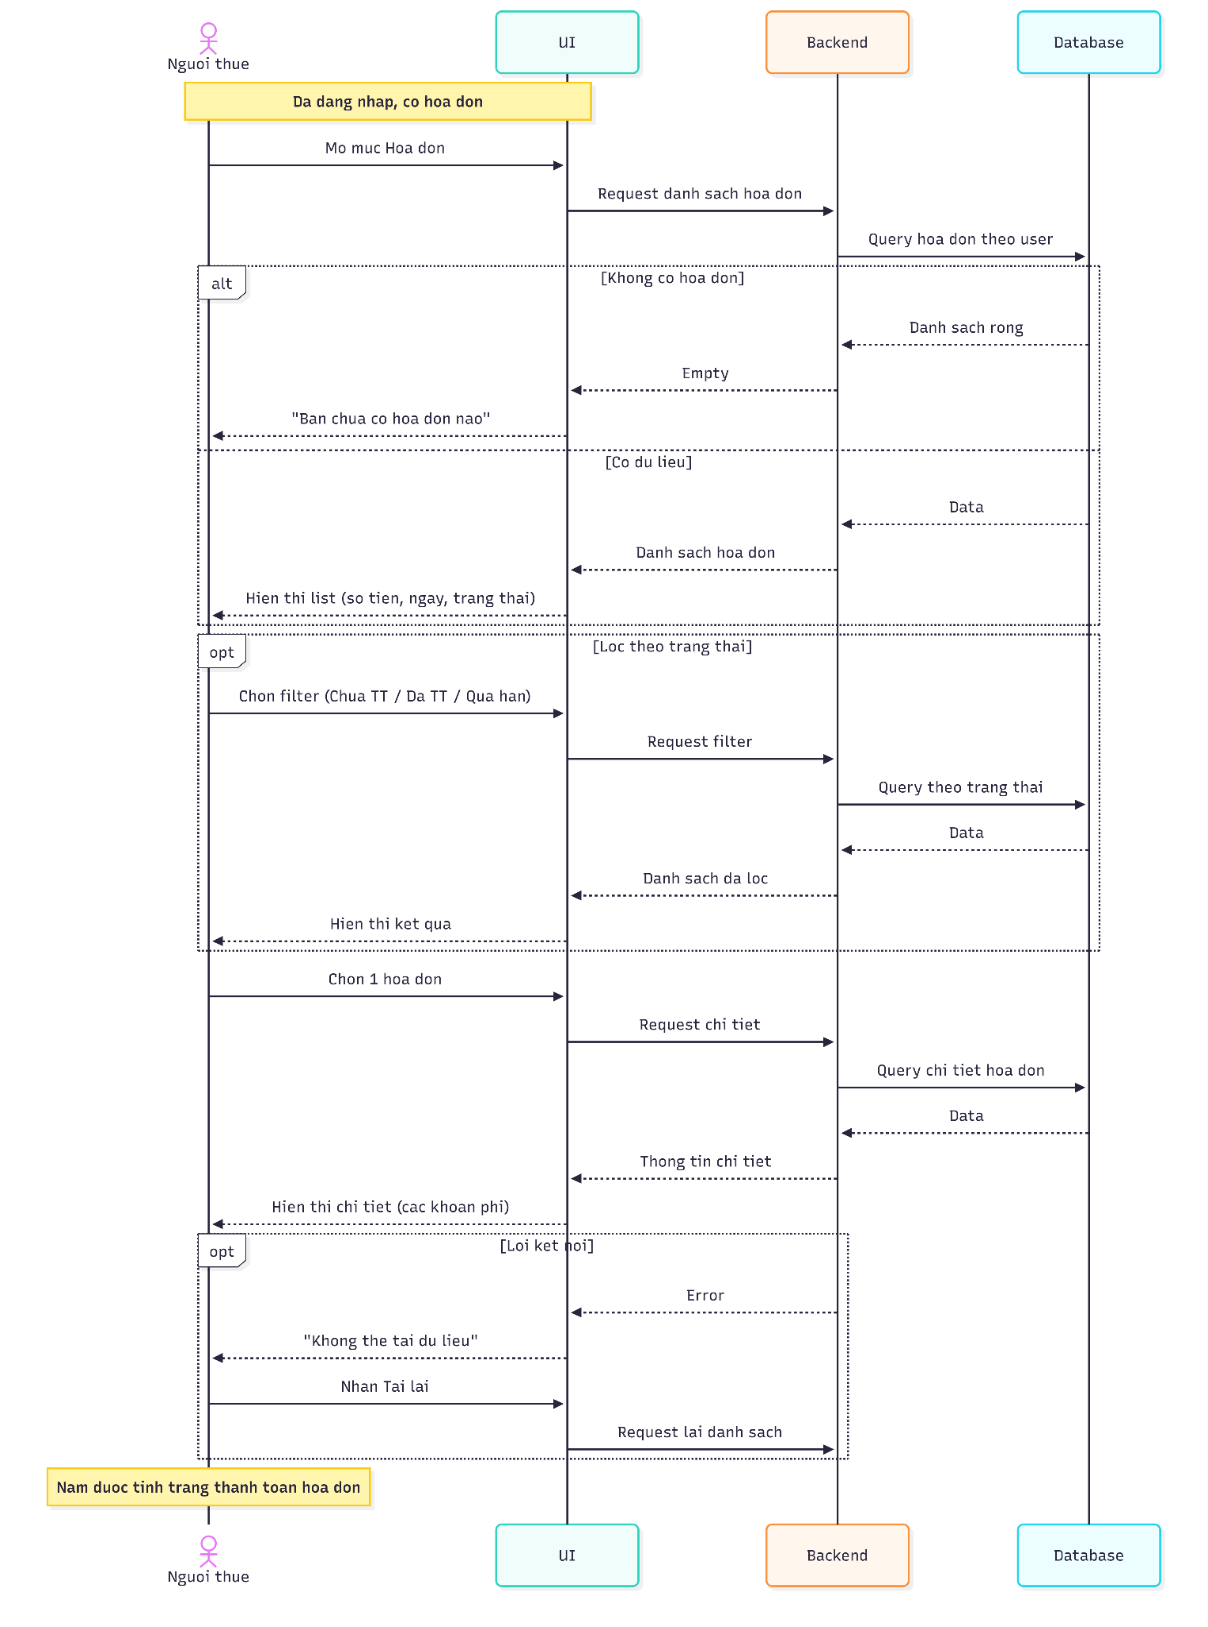 Nguoi thue
UI
Backend
Database
Da dang nhap, co hoa don
Mo muc Hoa don
Request danh sach hoa don
Query hoa don theo user
alt
[Khong co hoa don]
Danh sach rong
Empty
"Ban chua co hoa don nao"
[Co du lieu]
Data
Danh sach hoa don
Hien thi list (so tien, ngay, trang thai)
opt
[Loc theo trang thai]
Chon filter (Chua TT / Da TT / Qua han)
Request filter
Query theo trang thai
Data
Danh sach da loc
Hien thi ket qua
Chon 1 hoa don
Request chi tiet
Query chi tiet hoa don
Data
Thong tin chi tiet
Hien thi chi tiet (cac khoan phi)
opt
[Loi ket noi]
Error
"Khong the tai du lieu"
Nhan Tai lai
Request lai danh sach
Nam duoc tinh trang thanh toan hoa don
Nguoi thue
UI
Backend
Database